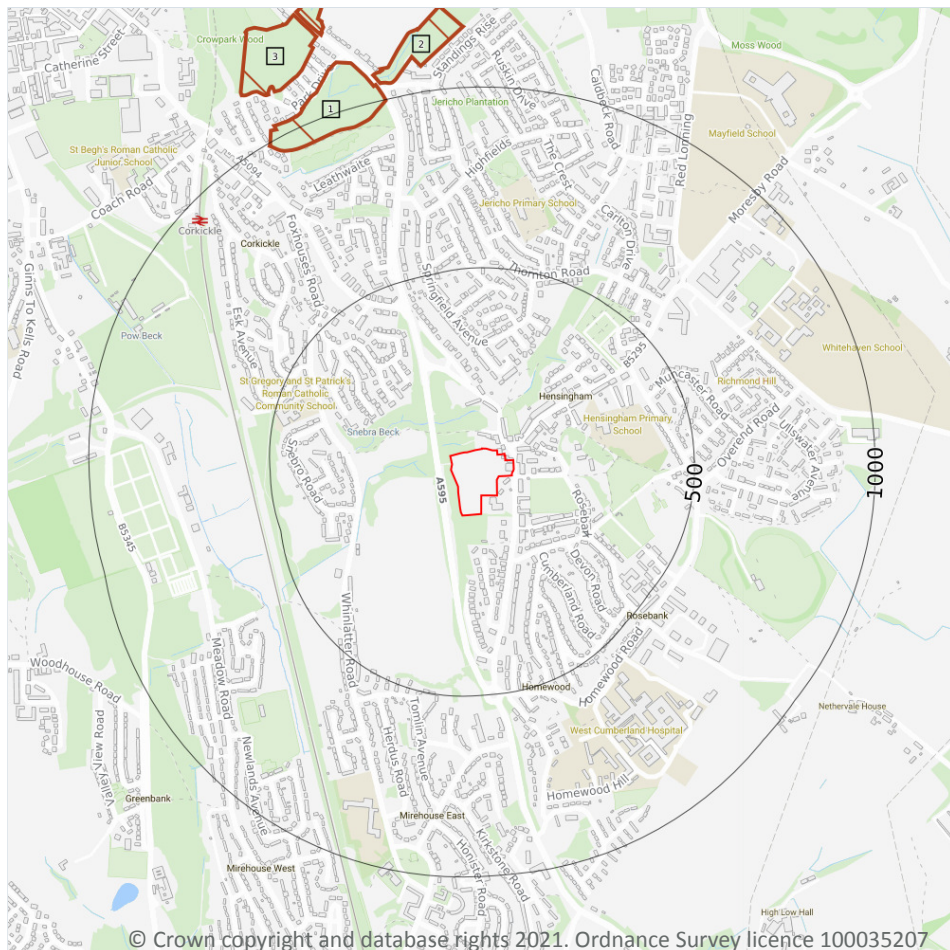 Catherine Street
Crowpark Wood
3
2
1
Park Drive
Standings Rise
Ruskin Drive
Moss Wood
Jericho Plantation
Caldbeck Road
Red Lonning
Mayfield School
St Begh's Roman Catholic
Junior School
Coach Road
A5094
Leathwaite
Highfields
The Crest
Jericho Primary School
Carlton Drive
Moresby Road
Corkickle
Corkickle
Foxhouses Road
Thornton Road
Ginns To Kells Road
Springfield Avenue
Esk Avenue
Pow Beck
B5295
Whitehaven School
St Gregory and St Patrick's
Roman Catholic
Community School
Hensingham
Muncaster Road
Richmond Hill
Hensingham Primary
School
Overend Road
Ullswater Avenue
Snebra Beck
Snebro Road
A595
500
1000
B5345
Rosebank
Devon Road
Cumberland Road
Whinlatter Road
Rosebank
Meadow Road
Woodhouse Road
Homewood Road
Homewood
Valley View Road
Tomlin Avenue
Herdus Road
West Cumberland Hospital
Nethervale House
Newlands Avenue
Greenbank
Homewood Hill
Mirehouse East
Kirkstone Road
Honister Road
Mirehouse West
High Low Hall
© Crown copyright and database rights 2021. Ordnance Survey licence 100035207